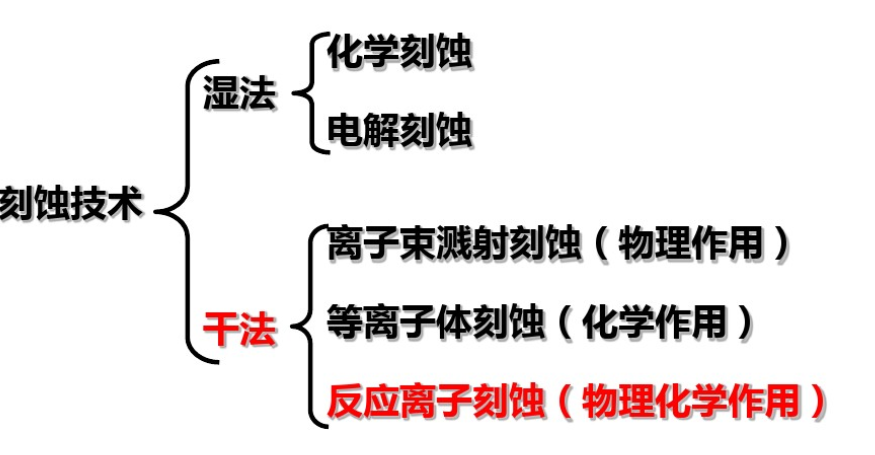 刻蚀技术
湿法
化学刻蚀
电解刻蚀
干法
离子束溅射刻蚀（物理作用）
等离子体刻蚀（化学作用）
反应离子刻蚀（物理化学作用）